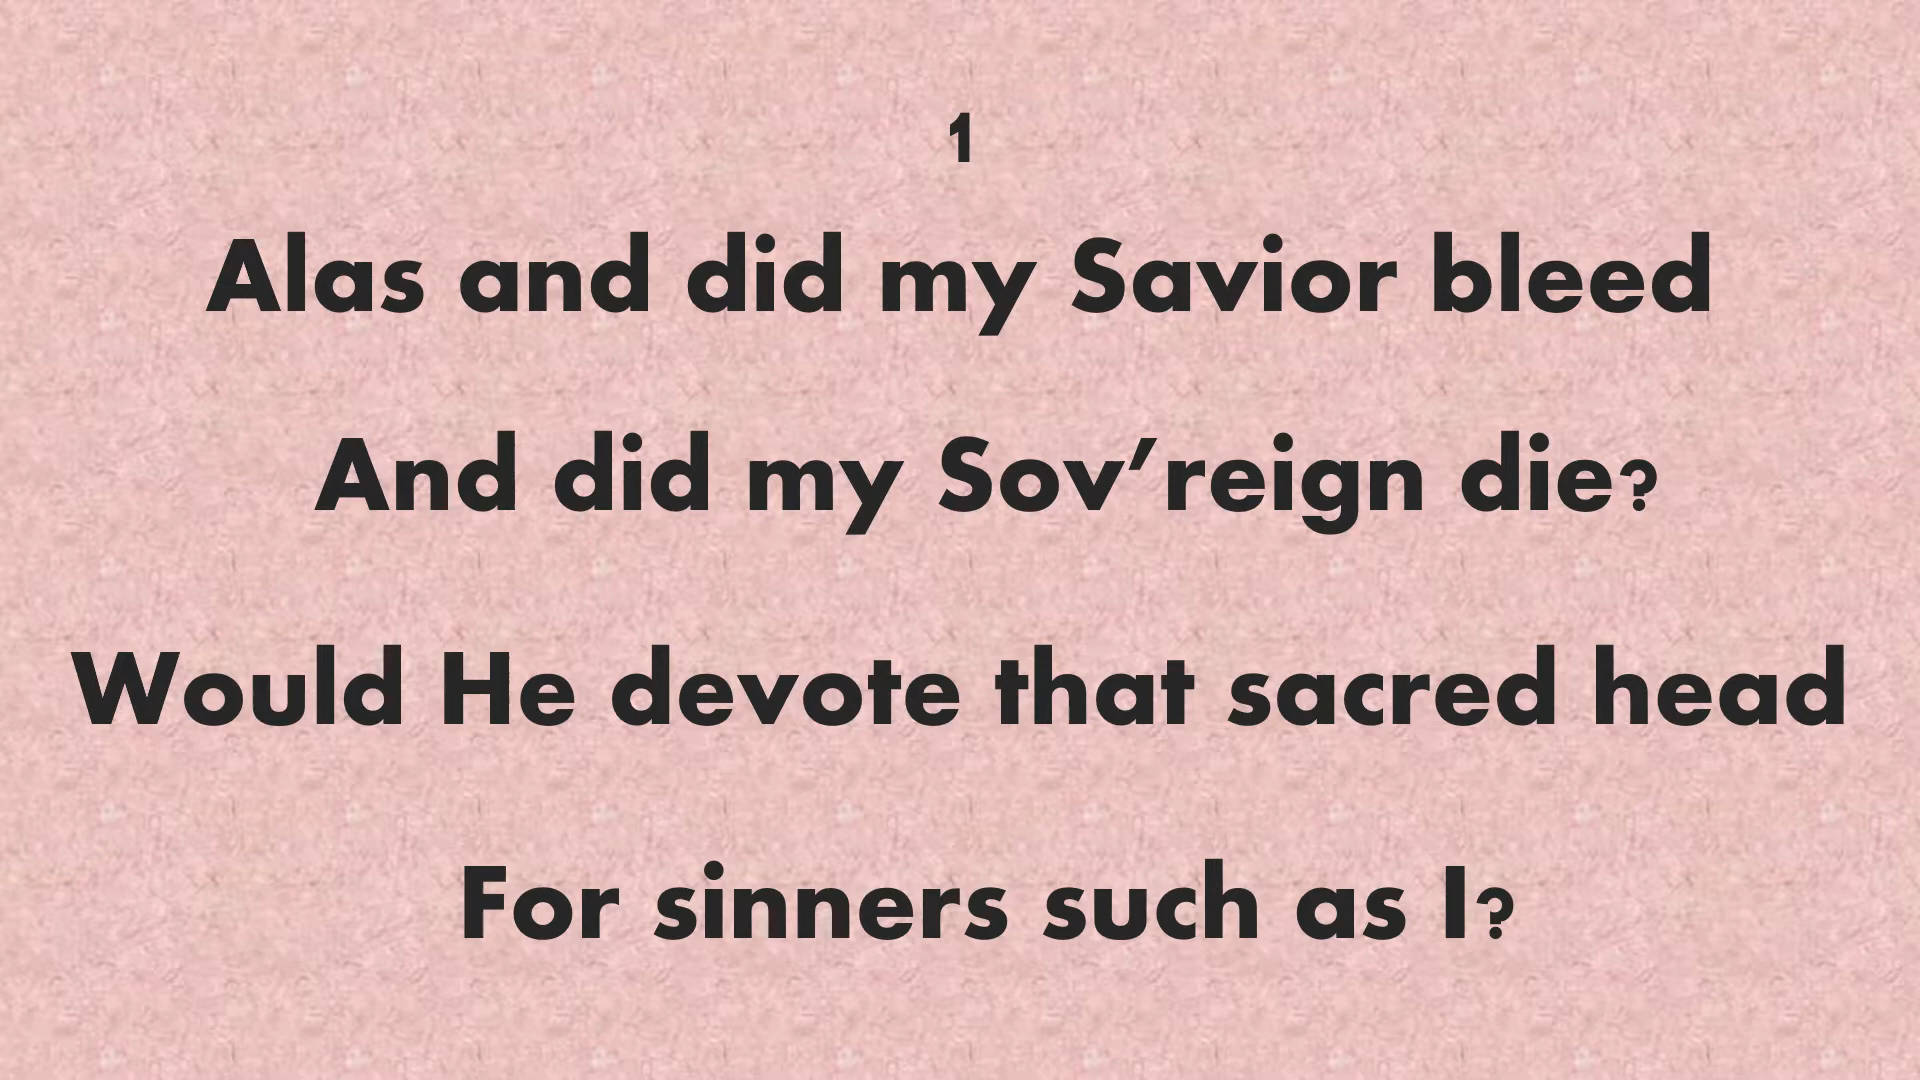 1
Alas and did my Savior bleed
And did my Sov’reign die?
Would He devote that sacred head
For sinners such as I?